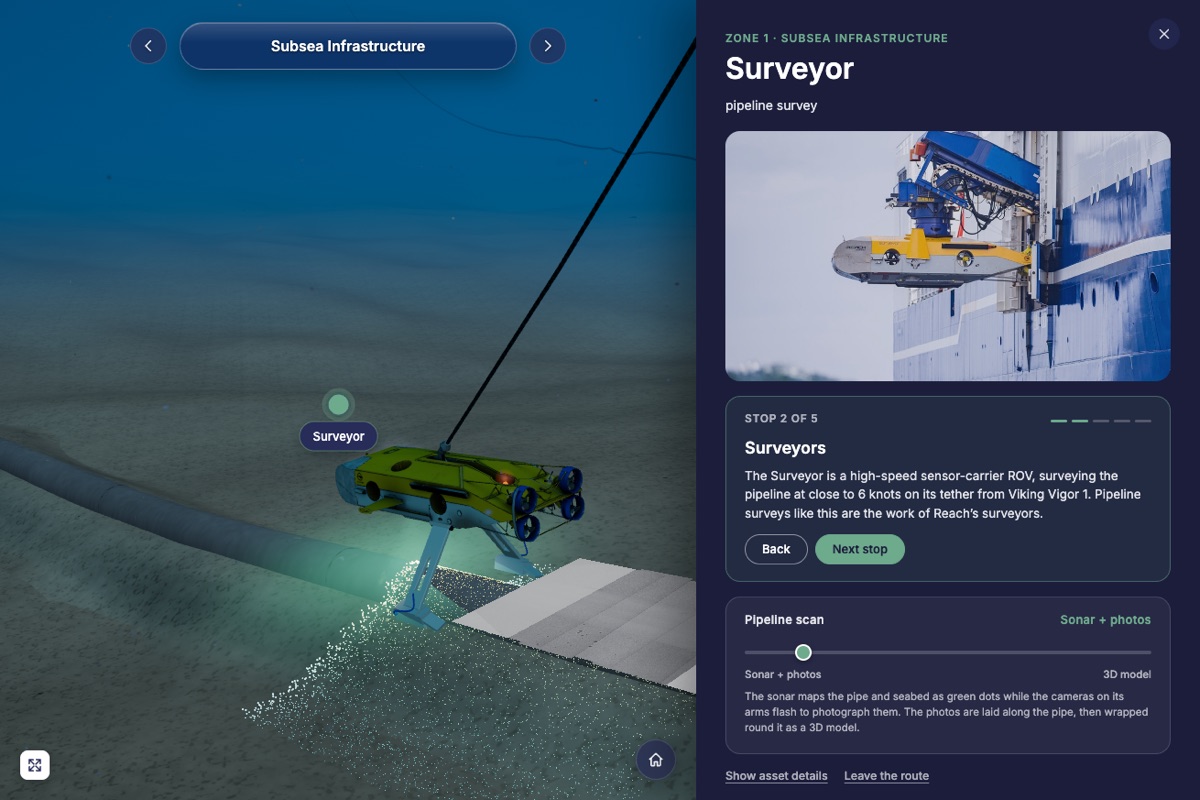 Subsea Infrastructure
Surveyor
ZONE 1 · SUBSEA INFRASTRUCTURE
Surveyor
pipeline survey
STOP 2 OF 5
Surveyors
The Surveyor is a high-speed sensor-carrier ROV, surveying the
pipeline at close to 6 knots on its tether from Viking Vigor 1. Pipeline
surveys like this are the work of Reach’s surveyors.
Back
Next stop
Pipeline scan
Sonar + photos
Sonar + photos
3D model
The sonar maps the pipe and seabed as green dots while the cameras on its
arms flash to photograph them. The photos are laid along the pipe, then wrapped
round it as a 3D model.
Show asset details
Leave the route